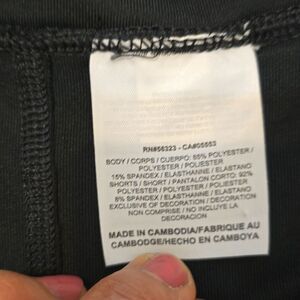 RN#56323 - CA#05553
BODY / CORPS / CUERPO: 85% POLYESTER /
POLYESTER / POLIESTER
15% SPANDEX / ELASTHANNE / ELASTANO
SHORTS / SHORT / PANTALON CORTO: 92%
POLYESTER / POLYESTER / POLIESTER
8% SPANDEX / ELASTHANNE / ELASTANO
EXCLUSIVE OF DECORATION / DECORATION
NON COMPRISE / NO INCLUYE LA
DECORACION
MADE IN CAMBODIA/FABRIQUE AU
CAMBODGE/HECHO EN CAMBOYA